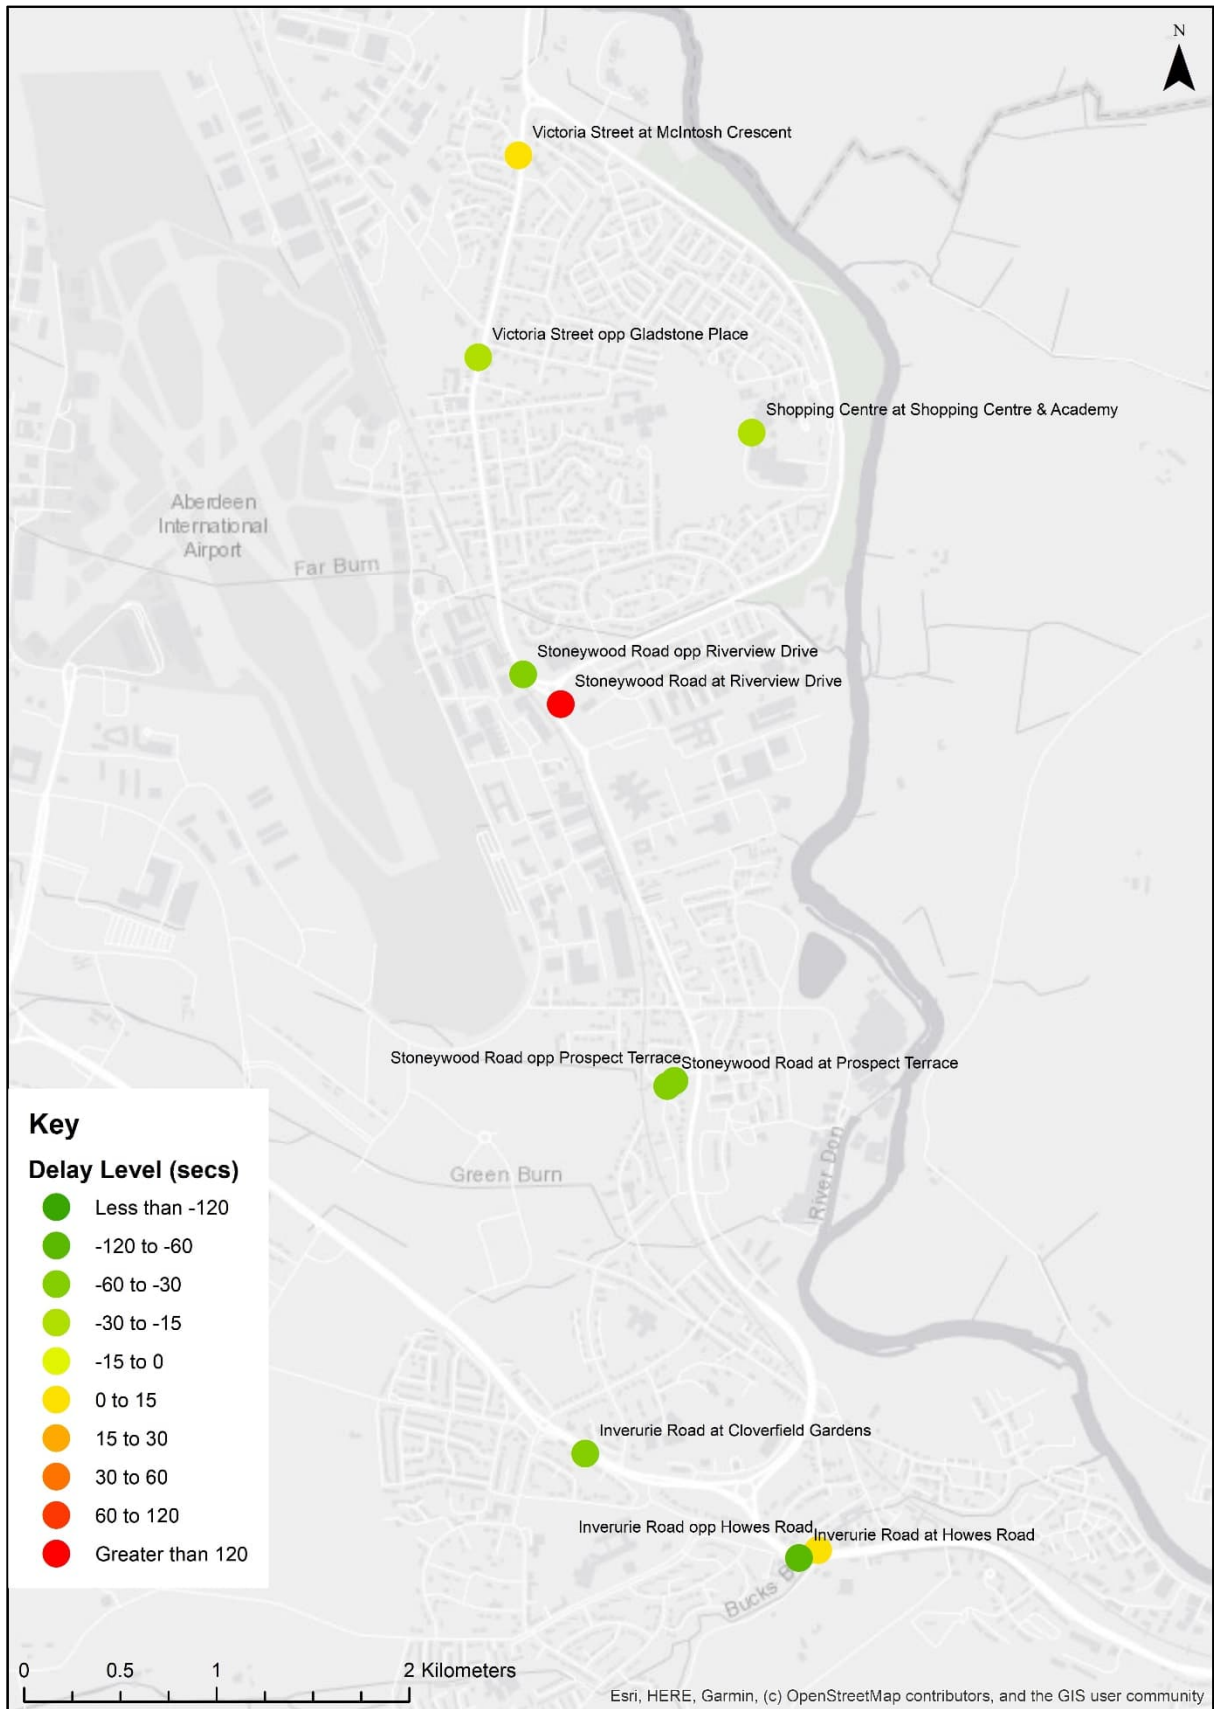 N
Victoria Street at McIntosh Crescent
Victoria Street opp Gladstone Place
Shopping Centre at Shopping Centre & Academy
Aberdeen
International
Airport
Far Burn
Stoneywood Road opp Riverview Drive
Stoneywood Road at Riverview Drive
Stoneywood Road opp Prospect Terrace
Stoneywood Road at Prospect Terrace
Green Burn
River Don
Inverurie Road at Cloverfield Gardens
Inverurie Road opp Howes Road
Inverurie Road at Howes Road
Bucks B
Key
Delay Level (secs)
Less than -120
-120 to -60
-60 to -30
-30 to -15
-15 to 0
0 to 15
15 to 30
30 to 60
60 to 120
Greater than 120
0 0.5 1 2 Kilometers
Esri, HERE, Garmin, (c) OpenStreetMap contributors, and the GIS user community